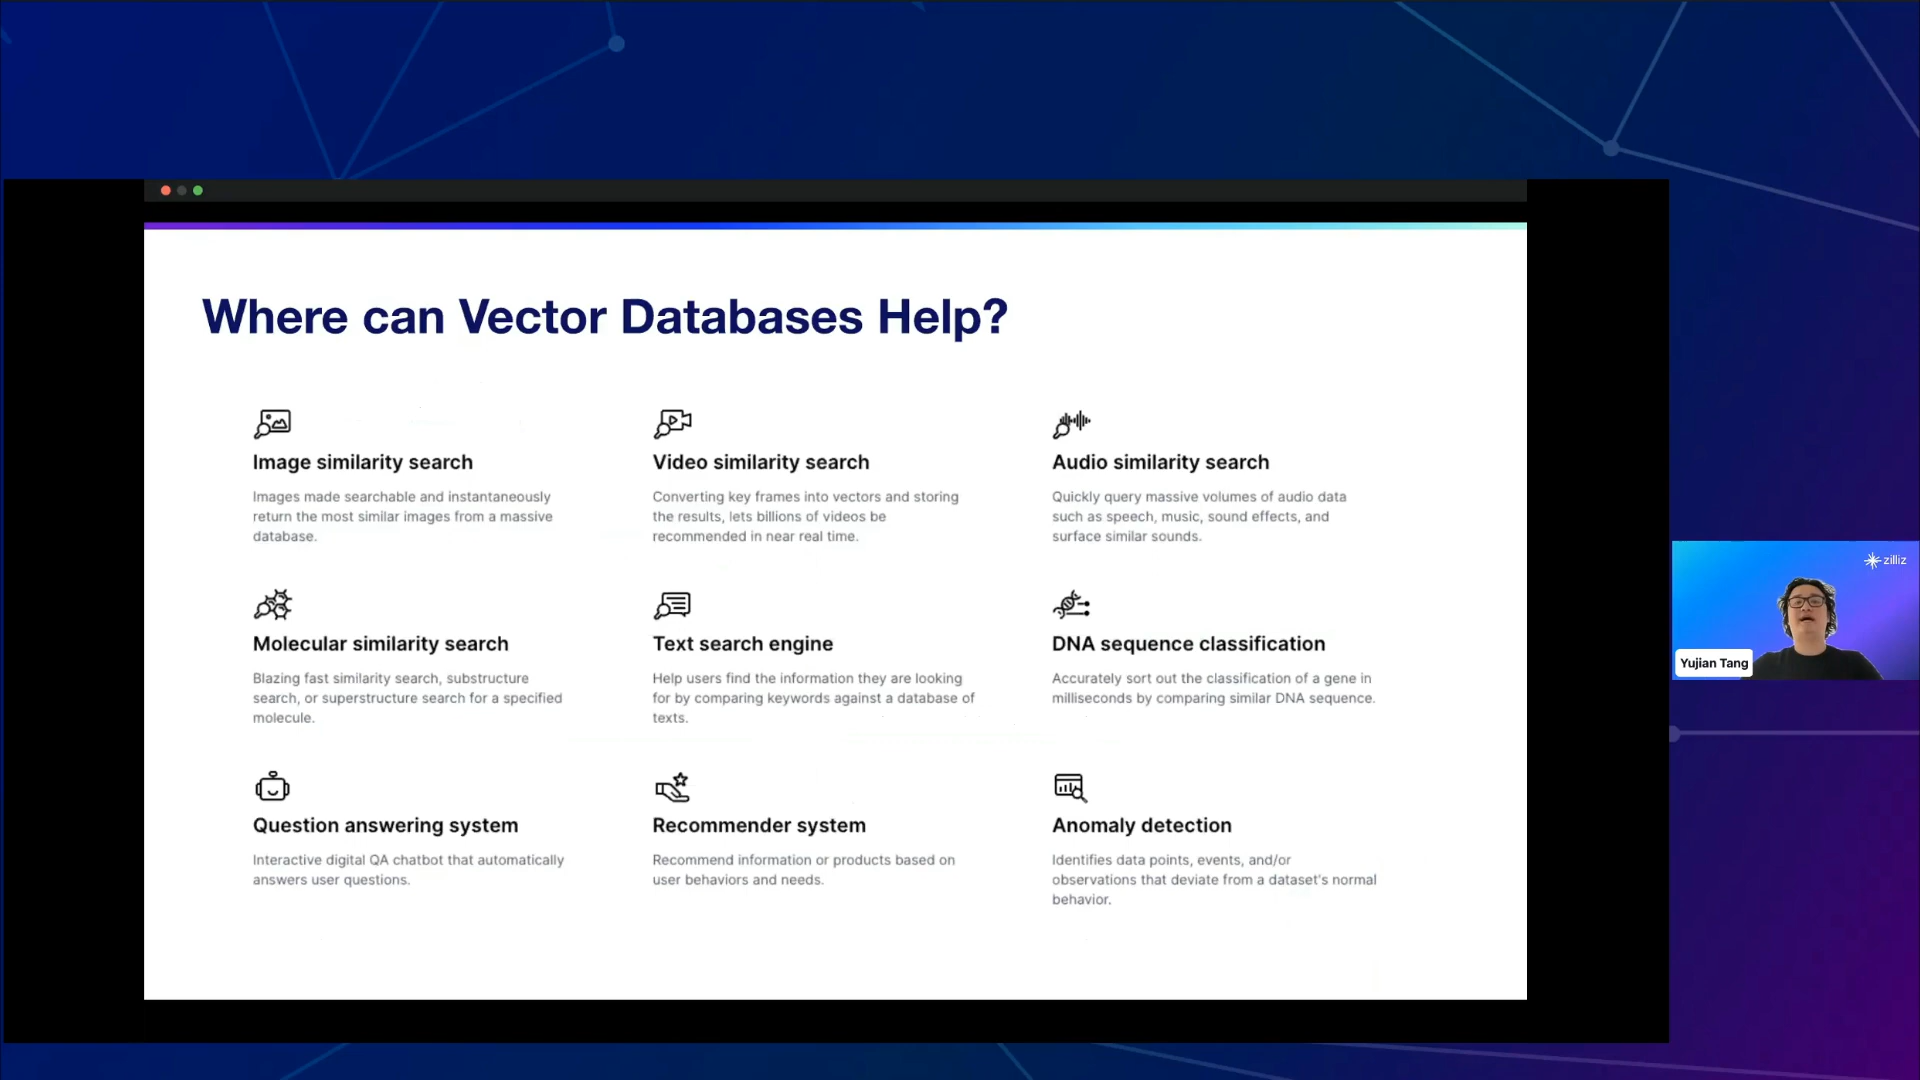 Where can Vector Databases Help?
Image similarity search
Images made searchable and instantaneously
return the most similar images from a massive
database.
Video similarity search
Converting key frames into vectors and storing
the results, lets billions of videos be
recommended in near real time.
Audio similarity search
Quickly query massive volumes of audio data
such as speech, music, sound effects, and
surface similar sounds.
Molecular similarity search
Blazing fast similarity search, substructure
search, or superstructure search for a specified
molecule.
Text search engine
Help users find the information they are looking
for by comparing keywords against a database of
texts.
DNA sequence classification
Accurately sort out the classification of a gene in
milliseconds by comparing similar DNA sequence.
Question answering system
Interactive digital QA chatbot that automatically
answers user questions.
Recommender system
Recommend information or products based on
user behaviors and needs.
Anomaly detection
Identifies data points, events, and/or
observations that deviate from a dataset's normal
behavior.
zilliz
Yujian Tang